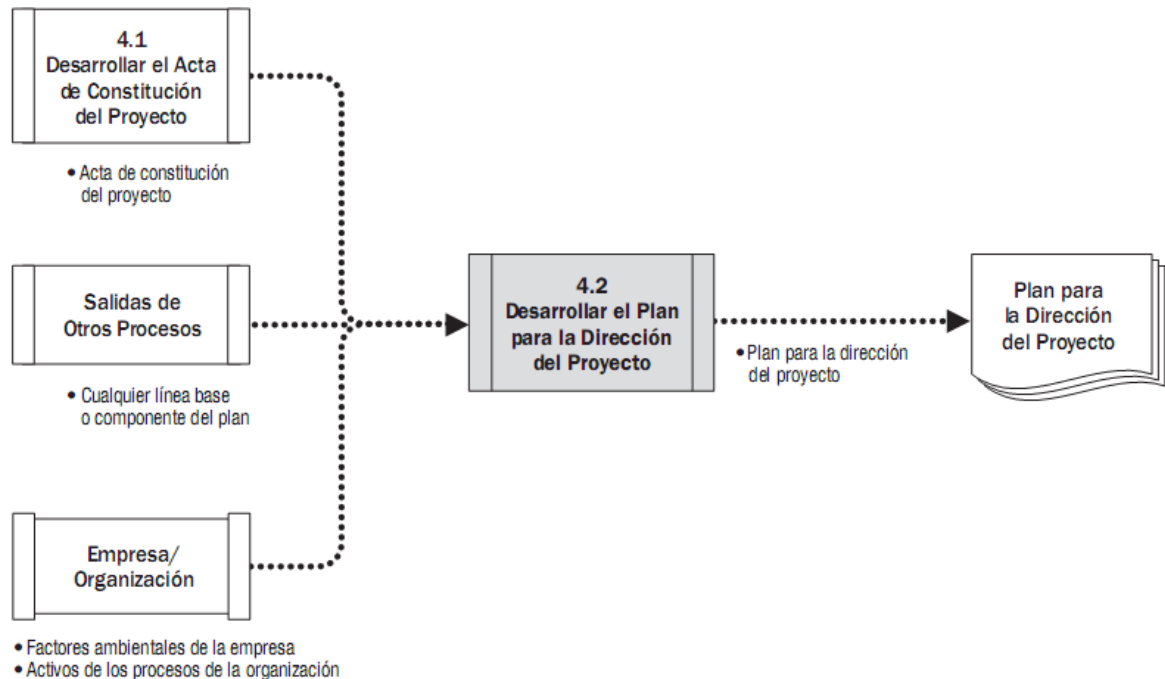 4.1
Desarrollar el Acta
de Constitución
del Proyecto
• Acta de constitución
del proyecto
Salidas de
Otros Procesos
• Cualquier línea base
o componente del plan
Empresa/
Organización
• Factores ambientales de la empresa
• Activos de los procesos de la organización
4.2
Desarrollar el Plan
para la Dirección
del Proyecto
• Plan para la dirección
del proyecto
Plan para
la Dirección
del Proyecto